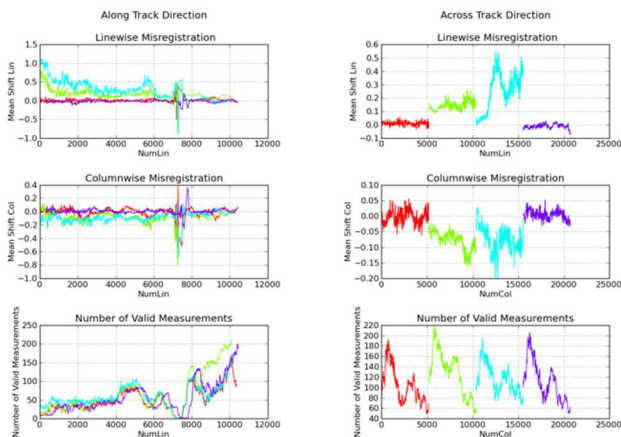 Along Track Direction
Linewise Misregistration
Mean Shift Lin
1.5
1.0
0.5
0.0
−0.5
−1.0
0 2000 4000 6000 8000 10000 12000
NumLin
Columnwise Misregistration
Mean Shift Col
0.4
0.2
0.0
−0.2
−0.4
−0.6
−0.8
−1.0
0 2000 4000 6000 8000 10000 12000
NumLin
Number of Valid Measurements
Number of Valid Measurements
250
200
150
100
50
0
0 2000 4000 6000 8000 10000 12000
NumLin
Across Track Direction
Linewise Misregistration
Mean Shift Lin
0.6
0.5
0.4
0.3
0.2
0.1
0.0
−0.1
0 5000 10000 15000 20000 25000
NumLin
Columnwise Misregistration
Mean Shift Col
0.10
0.05
0.00
−0.05
−0.10
−0.15
−0.20
0 5000 10000 15000 20000 25000
NumCol
Number of Valid Measurements
Number of Valid Measurements
220
200
180
160
140
120
100
80
60
40
0 5000 10000 15000 20000 25000
NumCol